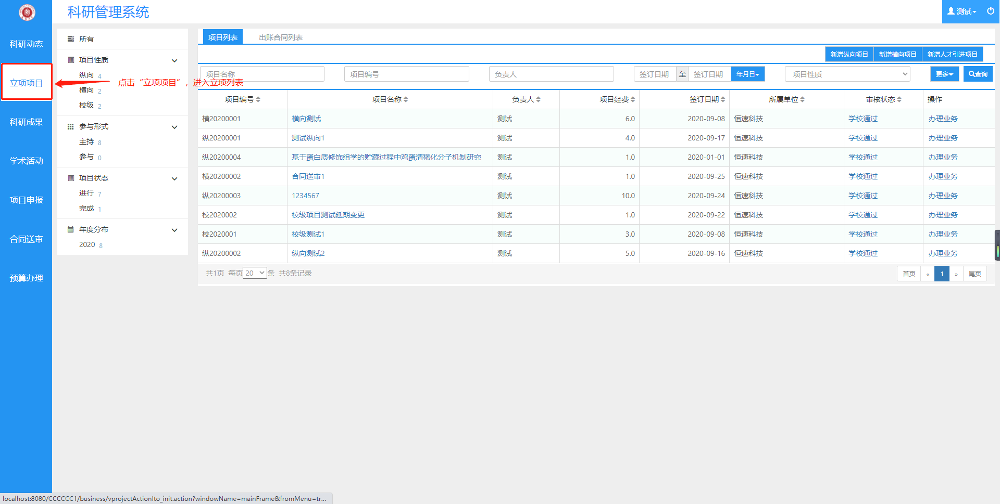 科研管理系统
测试
科研动态
立项项目
科研成果
学术活动
项目申报
合同送审
预算办理
所有
项目性质
纵向 4
横向 2
校级 2
参与形式
主持 8
参与 0
项目状态
进行 7
完成 1
年度分布
2020 8
点击“立项项目”，进入立项列表
项目列表 出账合同列表
新增纵向项目 新增横向项目 新增人才引进项目
项目名称 项目编号 负责人 签订日期 至 签订日期 年月日 项目性质 更多 查询
项目编号 项目名称 负责人 项目经费 签订日期 所属单位 审核状态 操作
横20200001 横向测试 测试 6.0 2020-09-08 恒速科技 学校通过 办理业务
纵20200001 测试纵向1 测试 4.0 2020-09-17 恒速科技 学校通过 办理业务
纵20200004 基于蛋白质修饰组学的贮藏过程中鸡蛋清稀化分子机制研究 测试 1.0 2020-01-01 恒速科技 学校通过 办理业务
横20200002 合同送审1 测试 1.0 2020-09-25 恒速科技 学校通过 办理业务
纵20200003 1234567 测试 10.0 2020-09-24 恒速科技 学校通过 办理业务
校2020002 校级项目测试延期变更 测试 1.0 2020-09-22 恒速科技 学校通过 办理业务
校2020001 校级测试1 测试 3.0 2020-09-08 恒速科技 学校通过 办理业务
纵20200002 纵向测试2 测试 5.0 2020-09-16 恒速科技 学校通过 办理业务
共1页 每页 20 条 共8条记录
首页 « 1 » 尾页
localhost:8080/CCCCCC1/business/vprojectAction!to_init.action?windowName=mainFrame&fromMenu=tr...